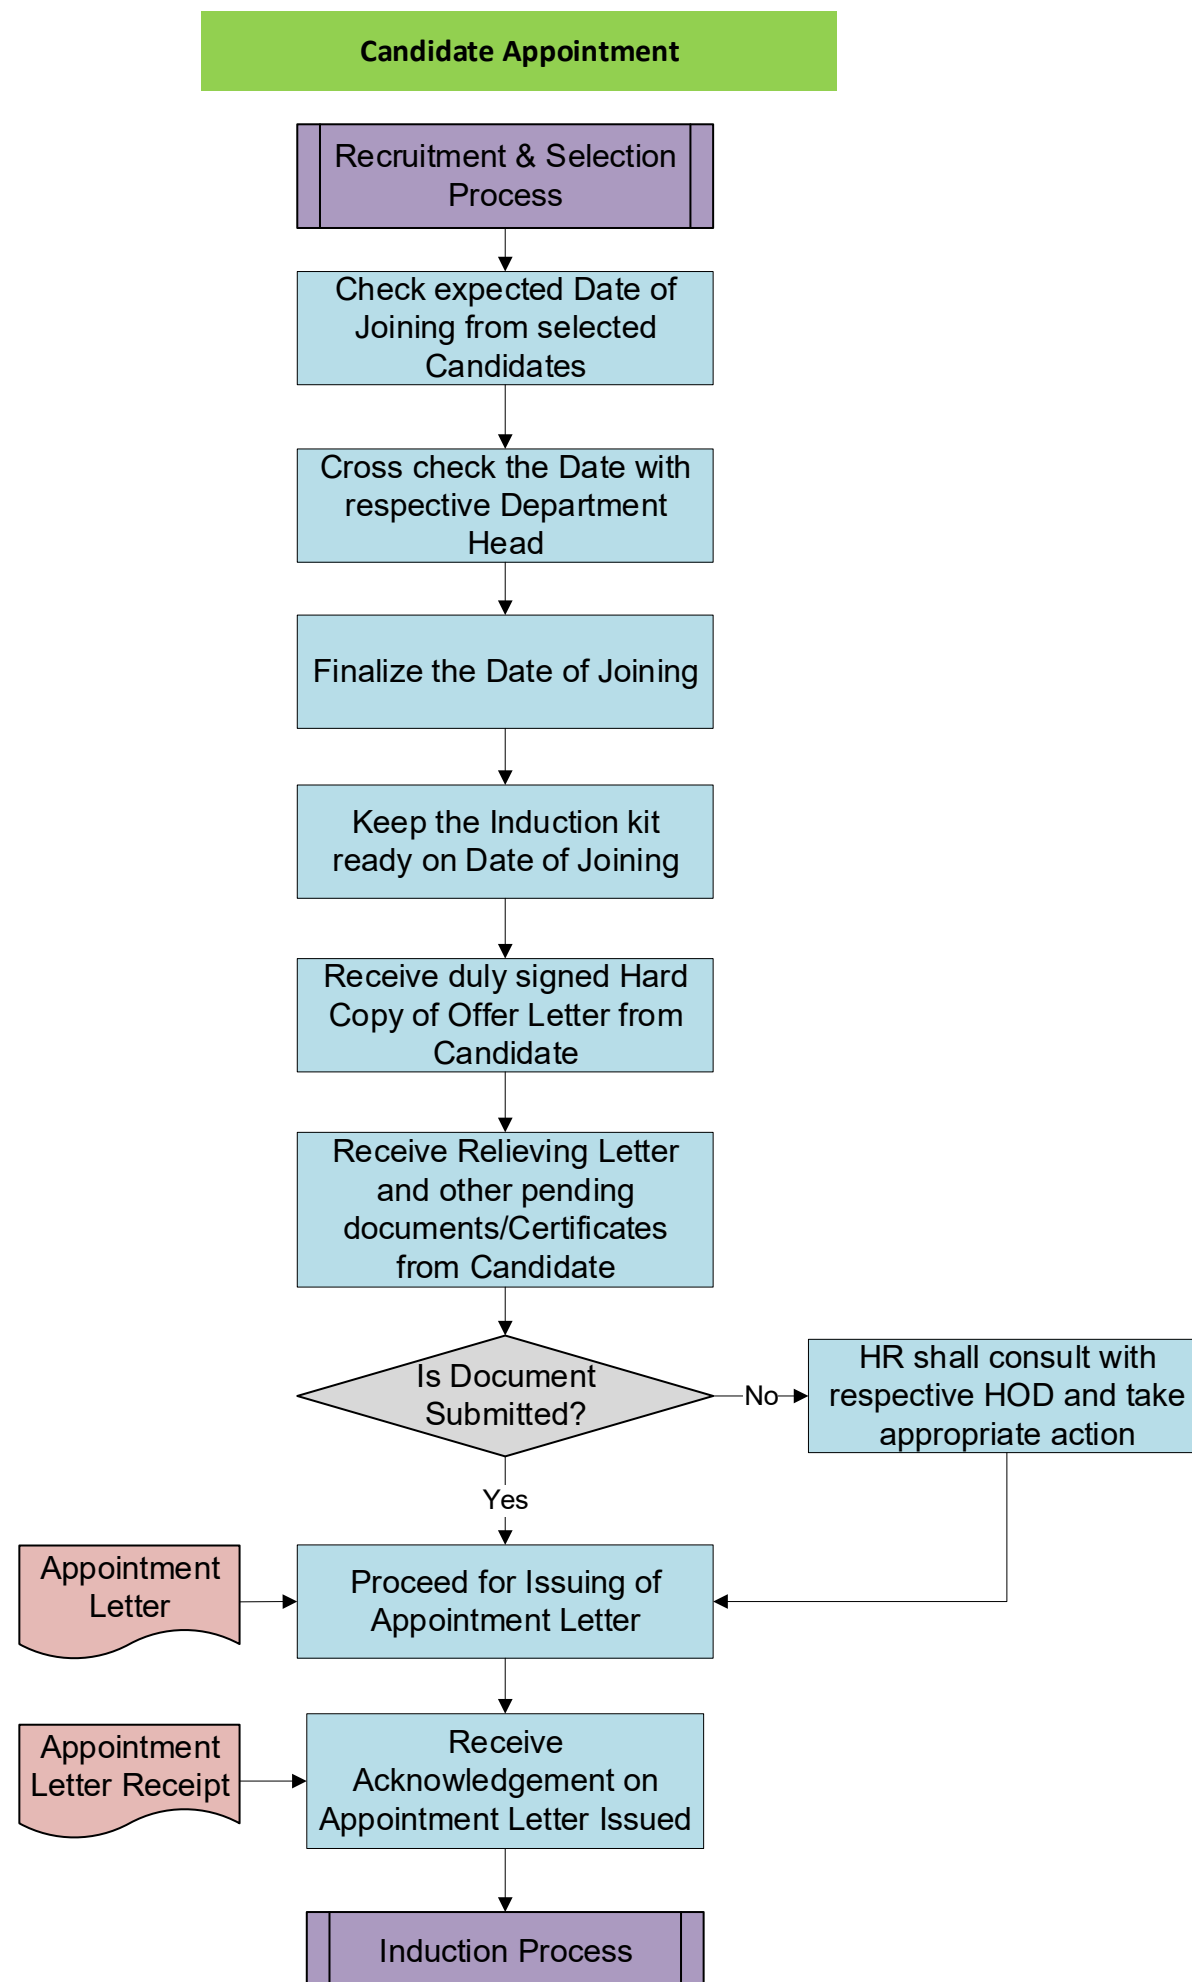 Candidate Appointment
Recruitment & Selection
Process
Check expected Date of
Joining from selected
Candidates
Cross check the Date with
respective Department
Head
Finalize the Date of Joining
Keep the Induction kit
ready on Date of Joining
Receive duly signed Hard
Copy of Offer Letter from
Candidate
Receive Relieving Letter
and other pending
documents/Certificates
from Candidate
Is Document
Submitted?
No
HR shall consult with
respective HOD and take
appropriate action
Yes
Appointment
Letter
Proceed for Issuing of
Appointment Letter
Appointment
Letter Receipt
Receive
Acknowledgement on
Appointment Letter Issued
Induction Process